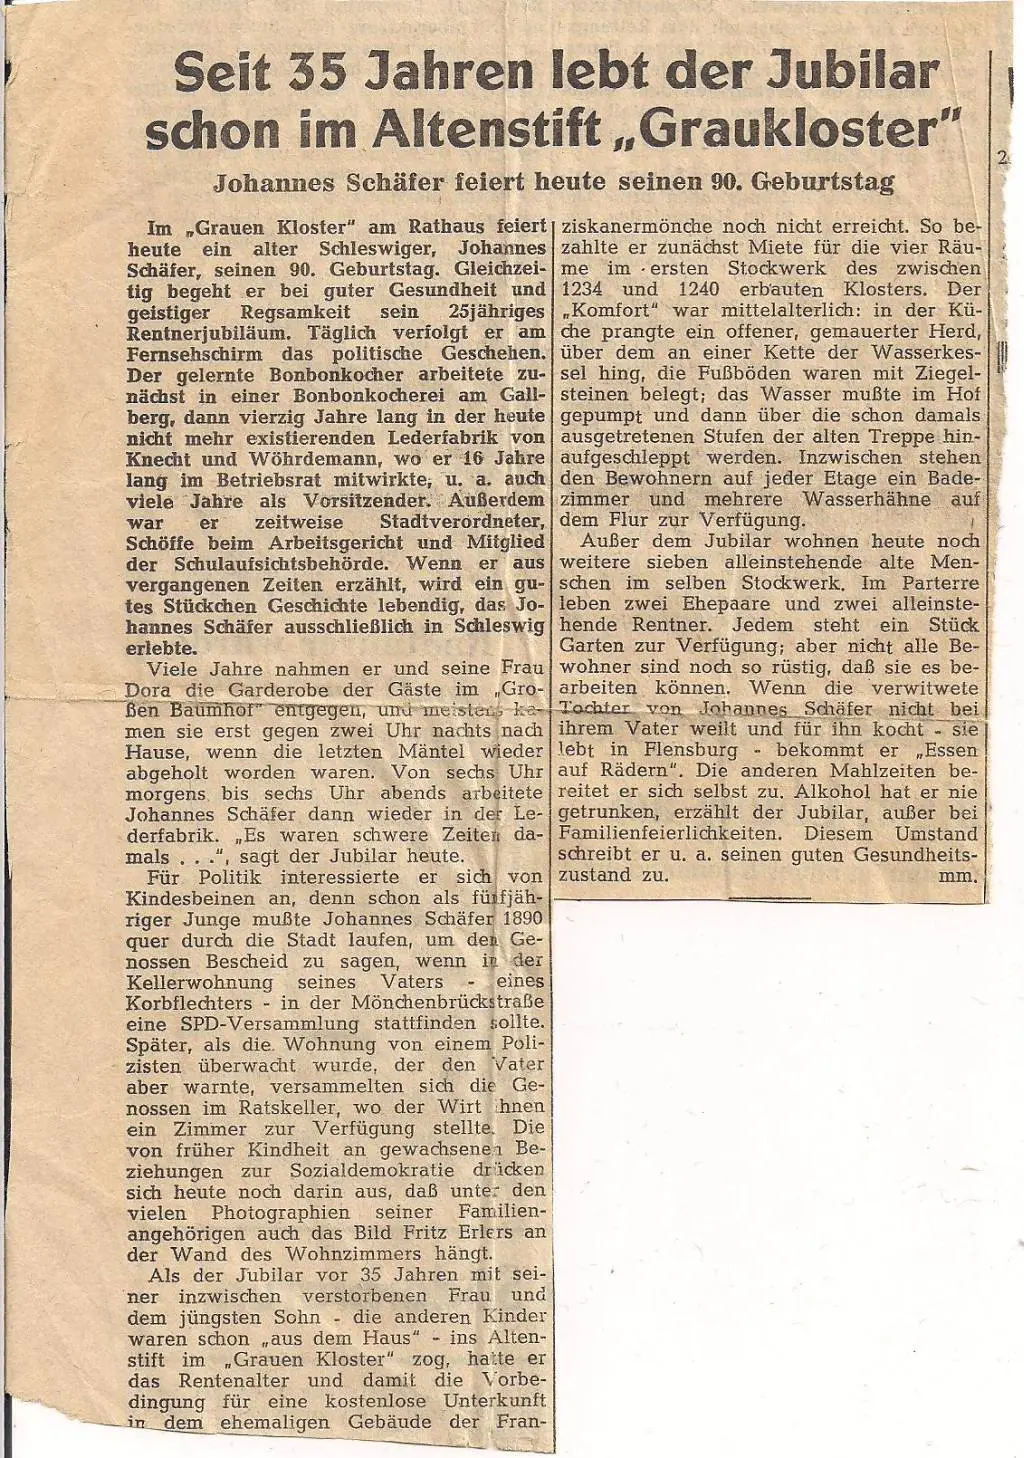 Seit 35 Jahren lebt der Jubilar
schon im Altenstift „Graukloster"
Johannes Schäfer feiert heute seinen 90. Geburtstag
Im „Grauen Kloster" am Rathaus feiert
heute ein alter Schleswiger, Johannes
Schäfer, seinen 90. Geburtstag. Gleichzei-
tig begeht er bei guter Gesundheit und
geistiger Regsamkeit sein 25jähriges
Rentnerjubiläum. Täglich verfolgt er am
Fernsehschirm das politische Geschehen.
Der gelernte Bonbonkocher arbeitete zu-
nächst in einer Bonbonkocherei am Gall-
berg, dann vierzig Jahre lang in der heute
nicht mehr existierenden Lederfabrik von
Knecht und Wöhrdemann, wo er 16 Jahre
lang im Betriebsrat mitwirkte, u. a. auch
viele Jahre als Vorsitzender. Außerdem
war er zeitweise Stadtverordneter,
Schöffe beim Arbeitsgericht und Mitglied
der Schulaufsichtsbehörde. Wenn er aus
vergangenen Zeiten erzählt, wird ein gu-
tes Stückchen Geschichte lebendig, das Jo-
hannes Schäfer ausschließlich in Schleswig
erlebte.
Viele Jahre nahmen er und seine Frau
Dora die Garderobe der Gäste im „Gro-
ßen Baumhof" entgegen, und meistens ka-
men sie erst gegen zwei Uhr nachts nach
Hause, wenn die letzten Mäntel wieder
abgeholt worden waren. Von sechs Uhr
morgens bis sechs Uhr abends arbeitete
Johannes Schäfer dann wieder in der Le-
derfabrik. „Es waren schwere Zeiten da-
mals . . .", sagt der Jubilar heute.
Für Politik interessierte er sich von
Kindesbeinen an, denn schon als fünfjäh-
riger Junge mußte Johannes Schäfer 1890
quer durch die Stadt laufen, um den Ge-
nossen Bescheid zu sagen, wenn in der
Kellerwohnung seines Vaters - eines
Korbflechters - in der Mönchenbrückstraße
eine SPD-Versammlung stattfinden sollte.
Später, als die Wohnung von einem Poli-
zisten überwacht wurde, der den Vater
aber warnte, versammelten sich die Ge-
nossen im Ratskeller, wo der Wirt ihnen
ein Zimmer zur Verfügung stellte. Die
von früher Kindheit an gewachsenen Be-
ziehungen zur Sozialdemokratie drücken
sich heute noch darin aus, daß unter den
vielen Photographien seiner Familien-
angehörigen auch das Bild Fritz Erlers an
der Wand des Wohnzimmers hängt.
Als der Jubilar vor 35 Jahren mit sei-
ner inzwischen verstorbenen Frau und
dem jüngsten Sohn - die anderen Kinder
waren schon „aus dem Haus" - ins Alten-
stift im „Grauen Kloster" zog, hatte er
das Rentenalter und damit die Vorbe-
dingung für eine kostenlose Unterkunft
in dem ehemaligen Gebäude der Fran-
ziskanermönche noch nicht erreicht. So be-
zahlte er zunächst Miete für die vier Räu-
me im ersten Stockwerk des zwischen
1234 und 1240 erbauten Klosters. Der
„Komfort" war mittelalterlich: in der Kü-
che prangte ein offener, gemauerter Herd,
über dem an einer Kette der Wasserkes-
sel hing, die Fußböden waren mit Ziegel-
steinen belegt; das Wasser mußte im Hof
gepumpt und dann über die schon damals
ausgetretenen Stufen der alten Treppe hin-
aufgeschleppt werden. Inzwischen stehen
den Bewohnern auf jeder Etage ein Bade-
zimmer und mehrere Wasserhähne auf
dem Flur zur Verfügung.
Außer dem Jubilar wohnen heute noch
weitere sieben alleinstehende alte Men-
schen im selben Stockwerk. Im Parterre
leben zwei Ehepaare und zwei alleinste-
hende Rentner. Jedem steht ein Stück
Garten zur Verfügung; aber nicht alle Be-
wohner sind noch so rüstig, daß sie es be-
arbeiten können. Wenn die verwitwete
Tochter von Johannes Schäfer nicht bei
ihrem Vater weilt und für ihn kocht - sie
lebt in Flensburg - bekommt er „Essen
auf Rädern". Die anderen Mahlzeiten be-
reitet er sich selbst zu. Alkohol hat er nie
getrunken, erzählt der Jubilar, außer bei
Familienfeierlichkeiten. Diesem Umstand
schreibt er u. a. seinen guten Gesundheits-
zustand zu. mm.
2